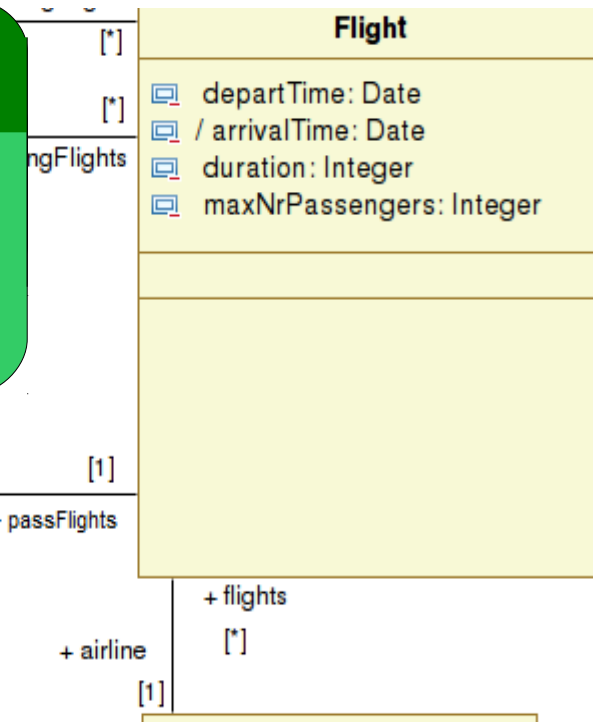 Flight
[*]
departTime: Date
[*]
/ arrivalTime: Date
ngFlights
duration: Integer
maxNrPassengers: Integer
[1]
passFlights
+ flights
+ airline
[*]
[1]